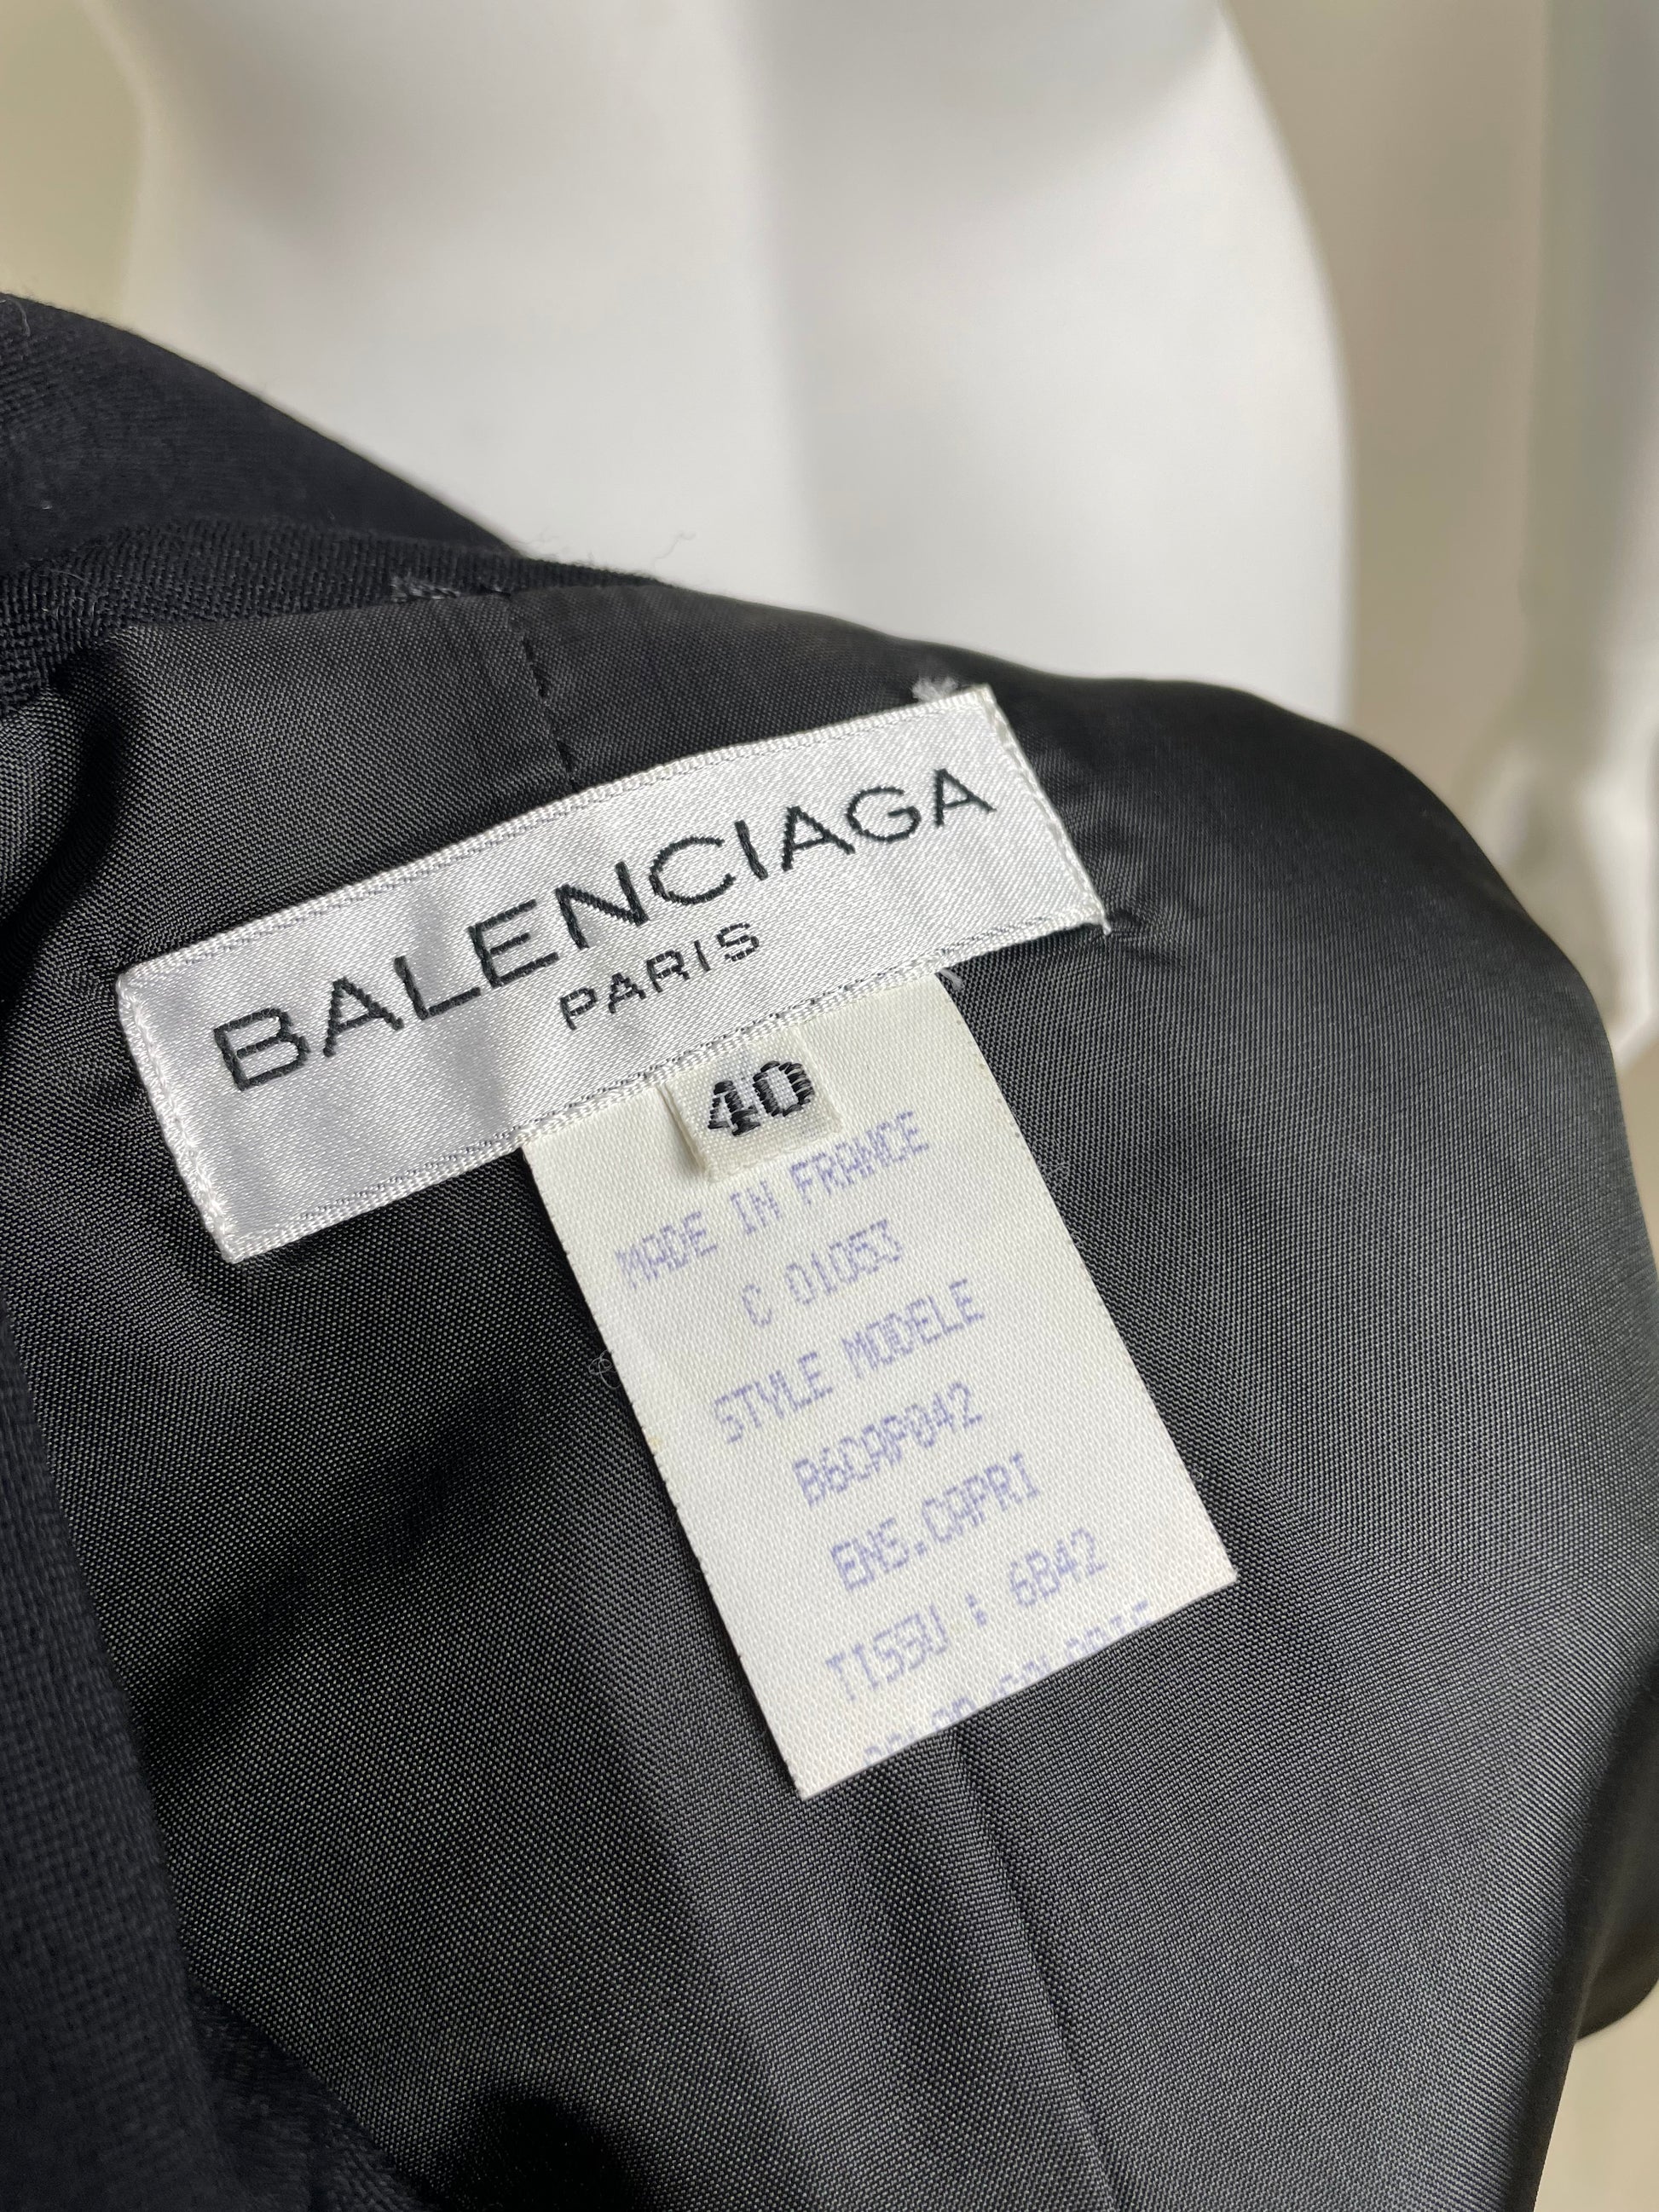 BALENCIAGA
PARIS
40
MADE IN FRANCE
C 01053
STYLE MODELE
B6CAP042
ENS.CAPRI
TISSU : 6B42